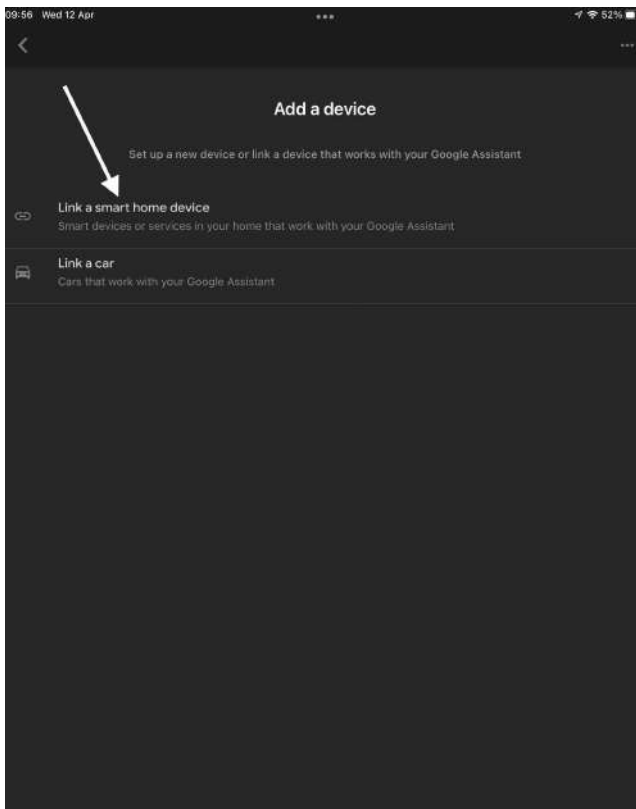 09:56 Wed 12 Apr
52%
Add a device
Set up a new device or link a device that works with your Google Assistant
Link a smart home device
Smart devices or services in your home that work with your Google Assistant
Link a car
Cars that work with your Google Assistant